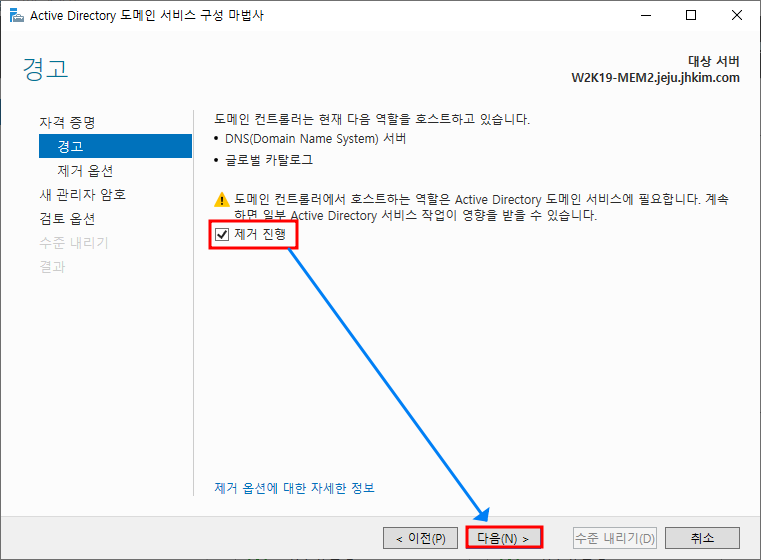 Active Directory 도메인 서비스 구성 마법사
경고
대상 서버
W2K19-MEM2.jeju.jhkim.com
자격 증명
경고
제거 옵션
새 관리자 암호
검토 옵션
수준 내리기
결과
도메인 컨트롤러는 현재 다음 역할을 호스트하고 있습니다.
• DNS(Domain Name System) 서버
• 글로벌 카탈로그
도메인 컨트롤러에서 호스트하는 역할은 Active Directory 도메인 서비스에 필요합니다. 계속
하면 일부 Active Directory 서비스 작업이 영향을 받을 수 있습니다.
제거 진행
제거 옵션에 대한 자세한 정보
< 이전(P)
다음(N) >
수준 내리기(D)
취소